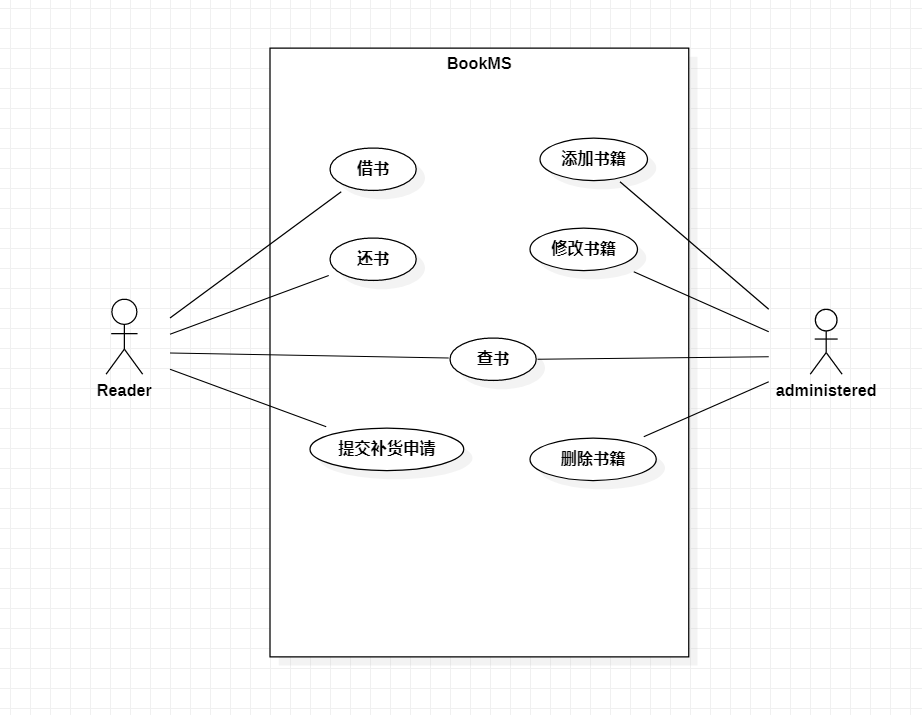 BookMS
借书
添加书籍
还书
修改书籍
查书
Reader
administered
提交补货申请
删除书籍